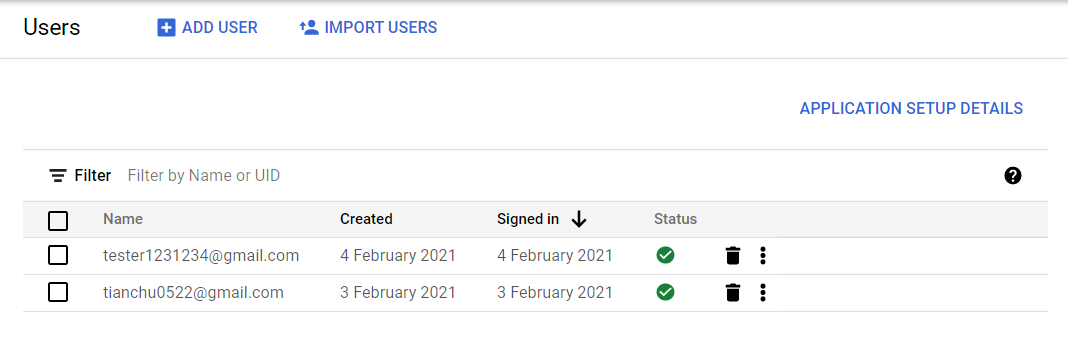 Users ADD USER IMPORT USERS
APPLICATION SETUP DETAILS
Filter Filter by Name or UID
Name Created Signed in Status
tester1231234@gmail.com 4 February 2021 4 February 2021
tianchu0522@gmail.com 3 February 2021 3 February 2021